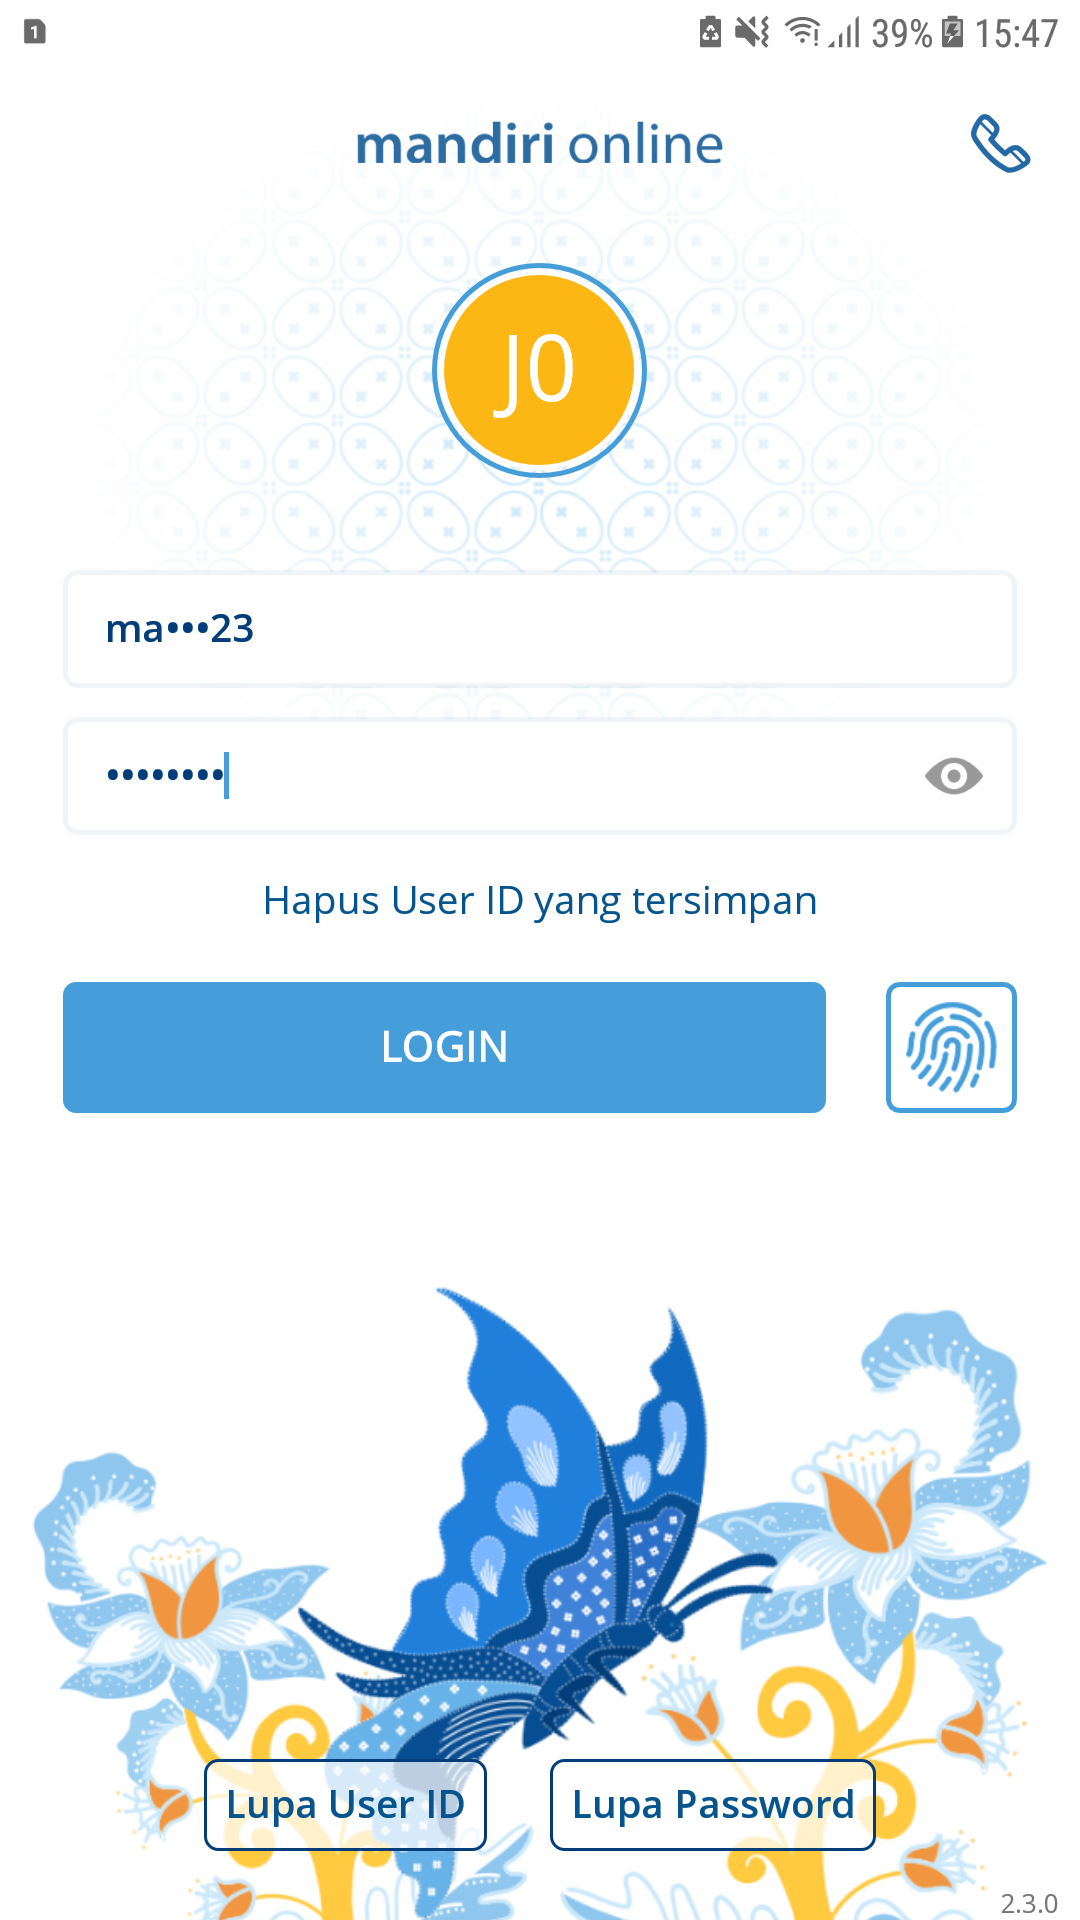 1 39% 15:47
mandiri online
J0
ma•••23
••••••••
Hapus User ID yang tersimpan
LOGIN
Lupa User ID Lupa Password
2.3.0